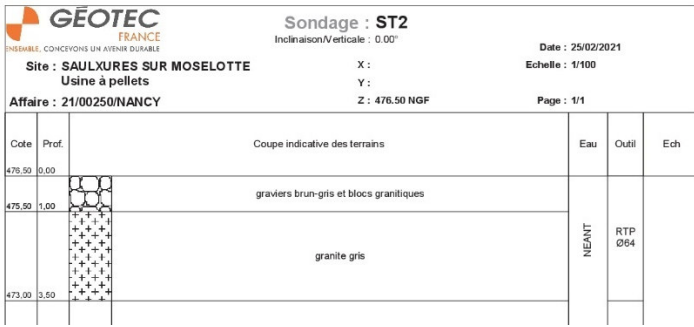 GÉOTEC
FRANCE
ENSEMBLE, CONCEVONS UN AVENIR DURABLE
Sondage : ST2
Inclinaison/Verticale : 0.00°
Date : 25/02/2021
Site : SAULXURES SUR MOSELOTTE
X :
Echelle : 1/100
Usine à pellets
Y :
Affaire : 21/00250/NANCY
Z : 476.50 NGF
Page : 1/1
Cote Prof. Coupe indicative des terrains Eau Outil Ech
476,50 0,00
graviers brun-gris et blocs granitiques
475,50 1,00
NEANT
RTP
Ø64
granite gris
473,00 3,50